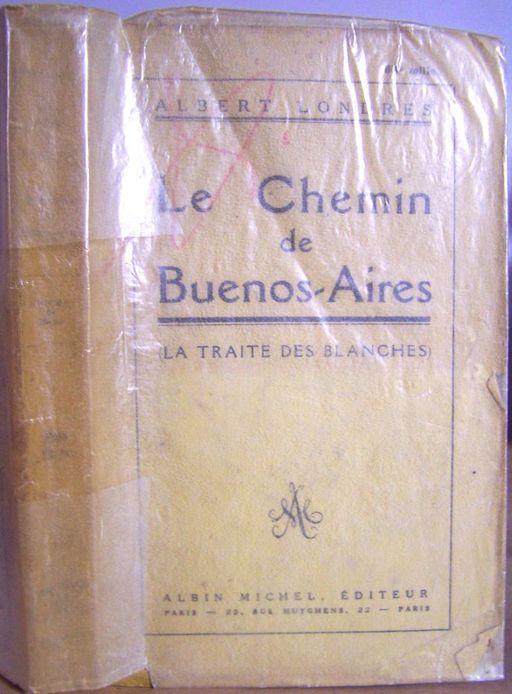 ALBERT LONDRES
Le Chemin
de
Buenos-Aires
(LA TRAITE DES BLANCHES)
AM
ALBIN MICHEL, ÉDITEUR
PARIS — 22, RUE HUYGHENS, 22 — PARIS